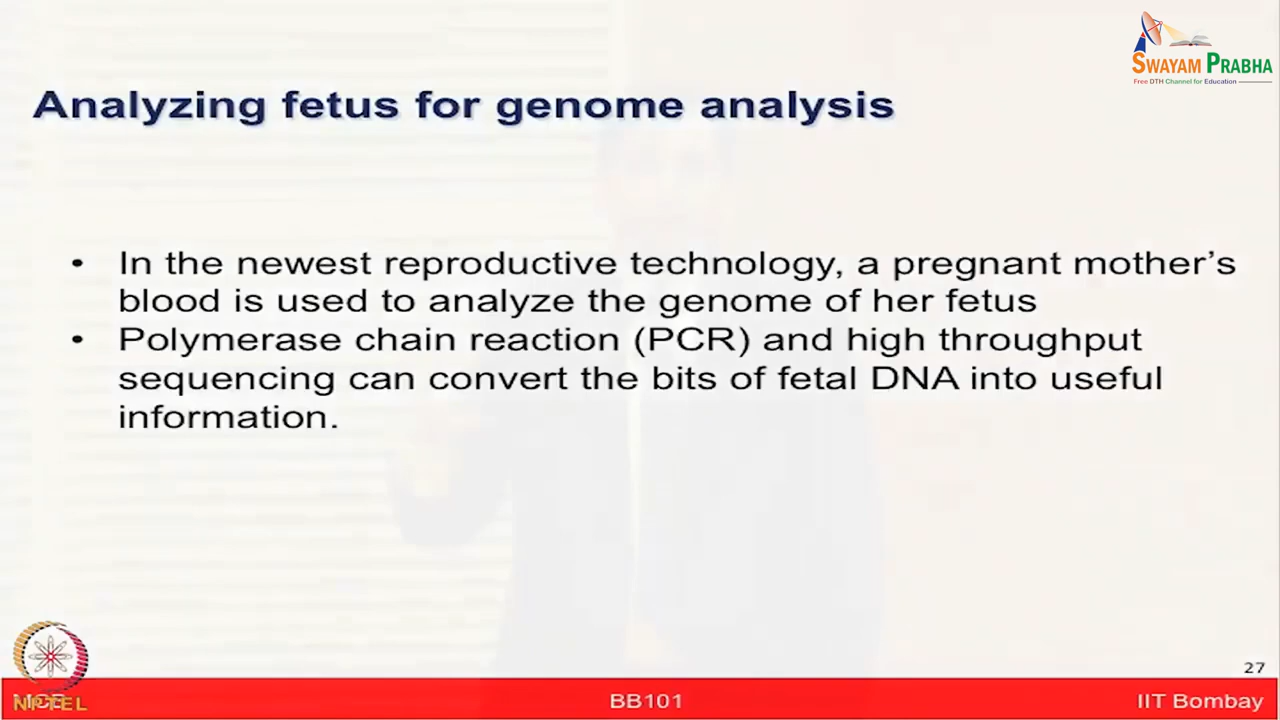 SWAYAM PRABHA
Free DTH Channel for Education
Analyzing fetus for genome analysis
• In the newest reproductive technology, a pregnant mother’s
blood is used to analyze the genome of her fetus
• Polymerase chain reaction (PCR) and high throughput
sequencing can convert the bits of fetal DNA into useful
information.
27
NPTEL
BB101
IIT Bombay